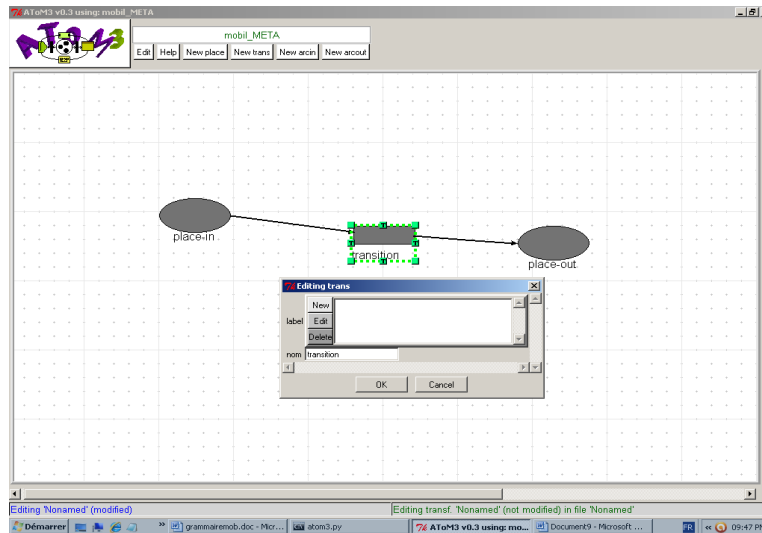 AToM3 v0.3 using: mobil_META
mobil_META
Edit Help New place New trans New arcin New arcout
place-in
transition
place-out
Editing trans
New
label Edit
Delete
nom transition
OK Cancel
Editing 'Nonamed' (modified) Editing transf. 'Nonamed' (not modified) in file 'Nonamed'
Démarrer » grammairemob.doc - Micr... atom3.py AToM3 v0.3 using: mo... Document9 - Microsoft ... FR « 09:47 PM